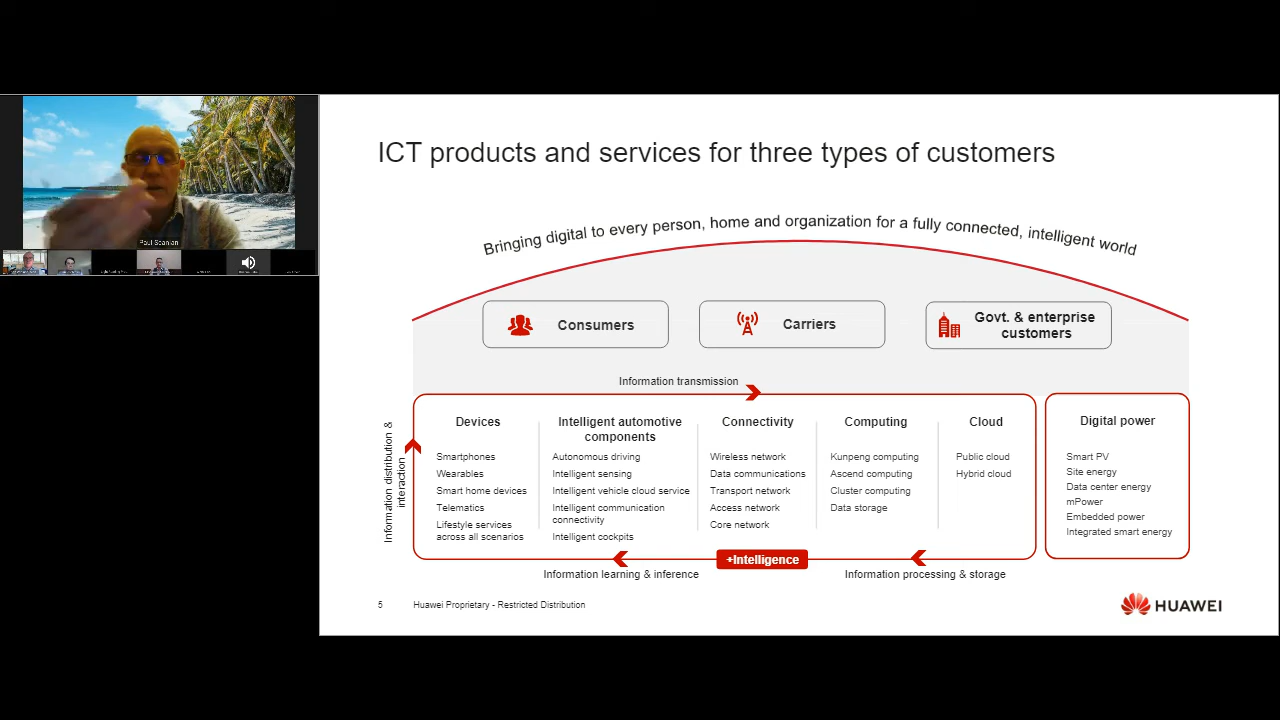 ICT products and services for three types of customers
Bringing digital to every person, home and organization for a fully connected, intelligent world
Paul Scanlan
Consumers
Carriers
Govt. & enterprise
customers
Information transmission
Information distribution &
interaction
Devices
Smartphones
Wearables
Smart home devices
Telematics
Lifestyle services
across all scenarios
Intelligent automotive
components
Autonomous driving
Intelligent sensing
Intelligent vehicle cloud service
Intelligent communication
connectivity
Intelligent cockpits
Connectivity
Wireless network
Data communications
Transport network
Access network
Core network
Computing
Kunpeng computing
Ascend computing
Cluster computing
Data storage
Cloud
Public cloud
Hybrid cloud
Digital power
Smart PV
Site energy
Data center energy
mPower
Embedded power
Integrated smart energy
+Intelligence
Information learning & inference
Information processing & storage
5
Huawei Proprietary - Restricted Distribution
HUAWEI